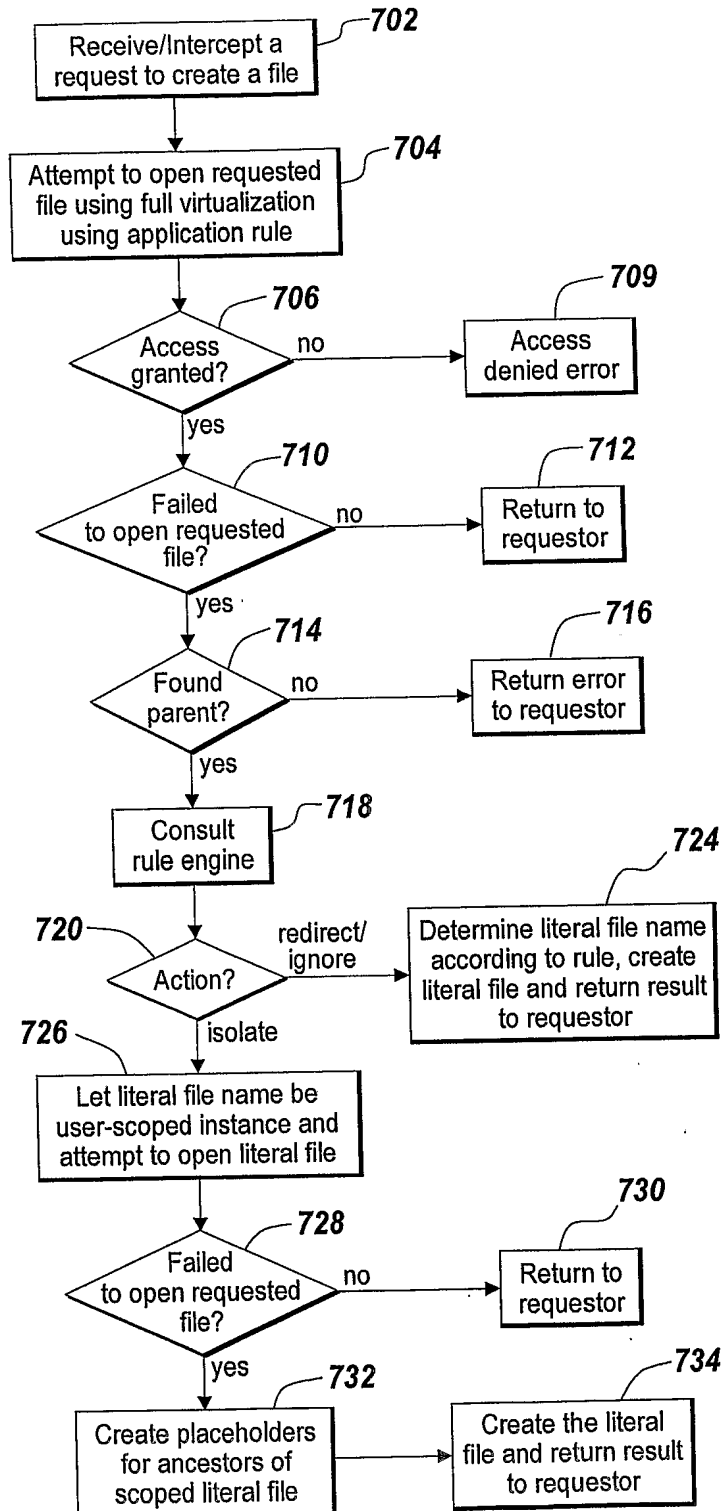 702
Receive/Intercept a
request to create a file
704
Attempt to open requested
file using full virtualization
using application rule
706
Access
granted?
no
709
Access
denied error
yes
710
Failed
to open requested
file?
no
712
Return to
requestor
yes
714
Found
parent?
no
716
Return error
to requestor
yes
718
Consult
rule engine
720
Action?
redirect/
ignore
724
Determine literal file name
according to rule, create
literal file and return result
to requestor
isolate
726
Let literal file name be
user-scoped instance and
attempt to open literal file
728
Failed
to open requested
file?
no
730
Return to
requestor
yes
732
Create placeholders
for ancestors of
scoped literal file
734
Create the literal
file and return result
to requestor